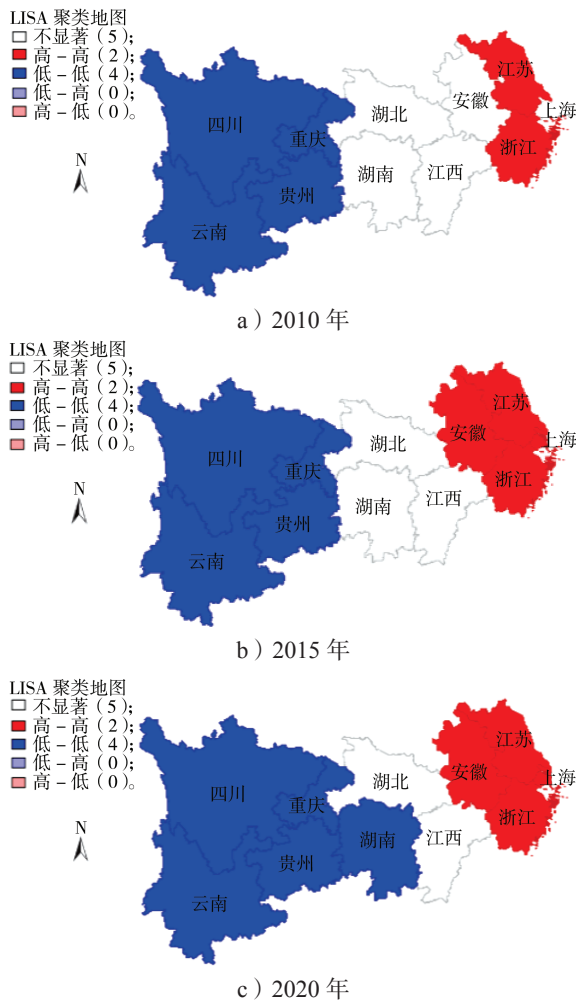 LISA 聚类地图
不显著(5);
高-高(2);
低-低(4);
低-高(0);
高-低(0)。
N
四川
重庆
贵州
云南
湖北
湖南
江西
安徽
江苏
上海
浙江
a)2010 年
LISA 聚类地图
不显著(5);
高-高(2);
低-低(4);
低-高(0);
高-低(0)。
N
四川
重庆
贵州
云南
湖北
湖南
江西
安徽
江苏
上海
浙江
b)2015 年
LISA 聚类地图
不显著(5);
高-高(2);
低-低(4);
低-高(0);
高-低(0)。
N
四川
重庆
贵州
云南
湖北
湖南
江西
安徽
江苏
上海
浙江
c)2020 年